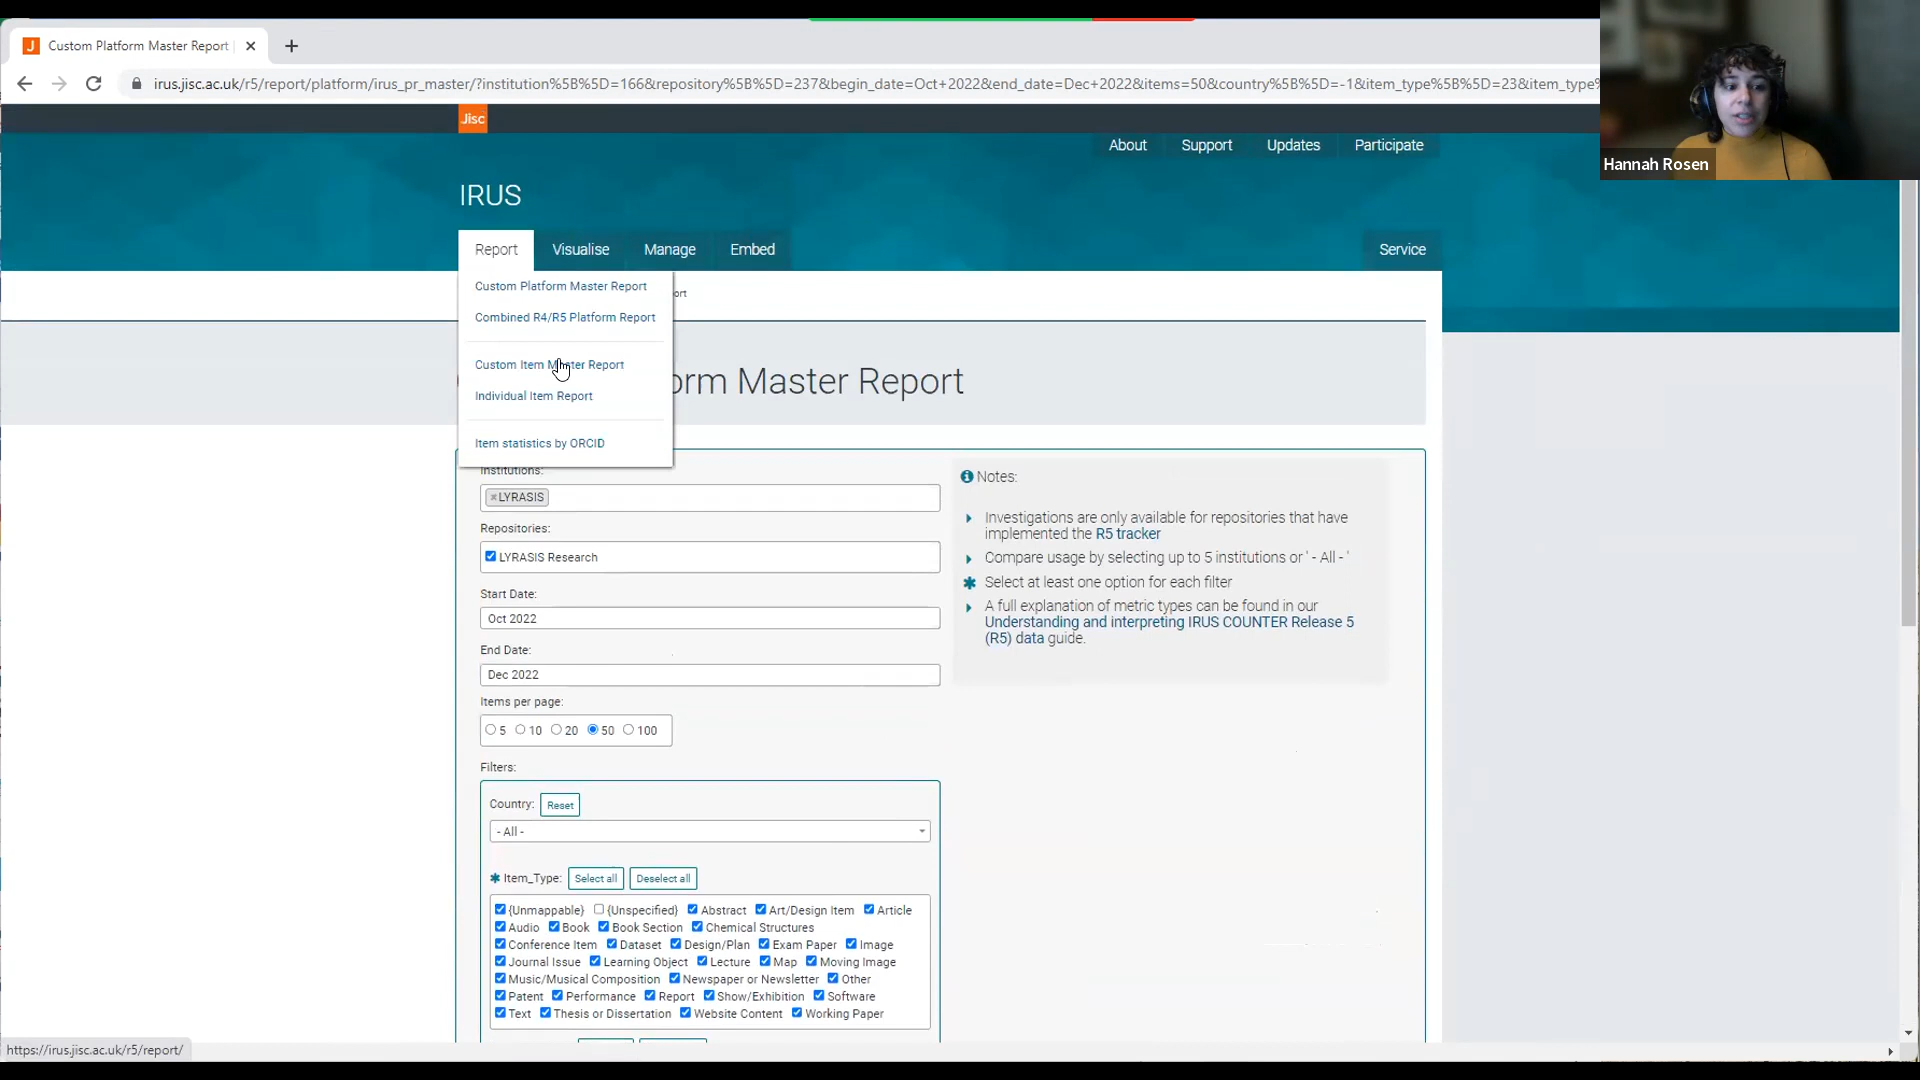 Custom Platform Master Report
irus.jisc.ac.uk/r5/report/platform/irus_pr_master/?institution%5B%5D=166&repository%5B%5D=237&begin_date=Oct+2022&end_date=Dec+2022&items=50&country%5B%5D=-1&item_type%5B%5D=23&item_type%
Hannah Rosen
Jisc
About Support Updates Participate
IRUS
Report Visualise Manage Embed Service
Custom Platform Master Report
ort
Combined R4/R5 Platform Report
Custom Item Master Report
orm Master Report
Individual Item Report
Item statistics by ORCID
Institutions:
×LYRASIS
Repositories:
LYRASIS Research
Start Date:
Oct 2022
End Date:
Dec 2022
Items per page:
5 10 20 50 100
Notes:
Investigations are only available for repositories that have
implemented the R5 tracker
Compare usage by selecting up to 5 institutions or ' - All - '
Select at least one option for each filter
A full explanation of metric types can be found in our
Understanding and interpreting IRUS COUNTER Release 5
(R5) data guide.
Filters:
Country: Reset
- All -
Item_Type: Select all Deselect all
{Unmappable} {Unspecified} Abstract Art/Design Item Article
Audio Book Book Section Chemical Structures
Conference Item Dataset Design/Plan Exam Paper Image
Journal Issue Learning Object Lecture Map Moving Image
Music/Musical Composition Newspaper or Newsletter Other
Patent Performance Report Show/Exhibition Software
Text Thesis or Dissertation Website Content Working Paper
https://irus.jisc.ac.uk/r5/report/